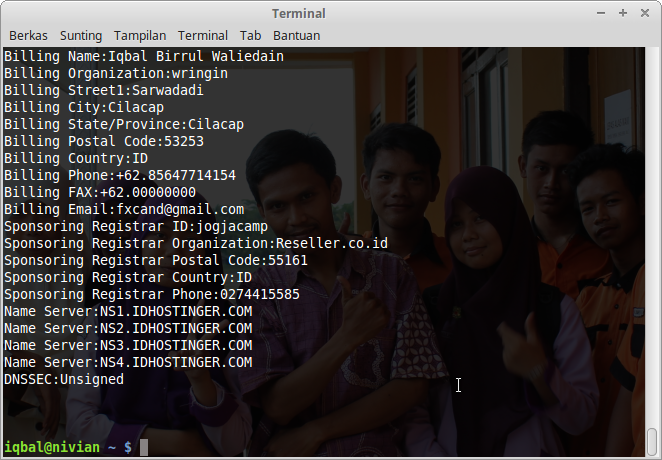 Terminal
Berkas Sunting Tampilan Terminal Tab Bantuan
Billing Name:Iqbal Birrul Waliedain
Billing Organization:wringin
Billing Street1:Sarwadadi
Billing City:Cilacap
Billing State/Province:Cilacap
Billing Postal Code:53253
Billing Country:ID
Billing Phone:+62.85647714154
Billing FAX:+62.00000000
Billing Email:fxcand@gmail.com
Sponsoring Registrar ID:jogjacamp
Sponsoring Registrar Organization:Reseller.co.id
Sponsoring Registrar Postal Code:55161
Sponsoring Registrar Country:ID
Sponsoring Registrar Phone:0274415585
Name Server:NS1.IDHOSTINGER.COM
Name Server:NS2.IDHOSTINGER.COM
Name Server:NS3.IDHOSTINGER.COM
Name Server:NS4.IDHOSTINGER.COM
DNSSEC:Unsigned
iqbal@nivian ~ $